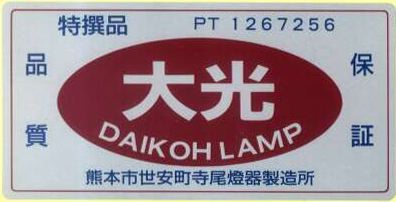 特撰品 PT 1267256
品質
保証
大光
DAIKOH LAMP
熊本市世安町寺尾燈器製造所